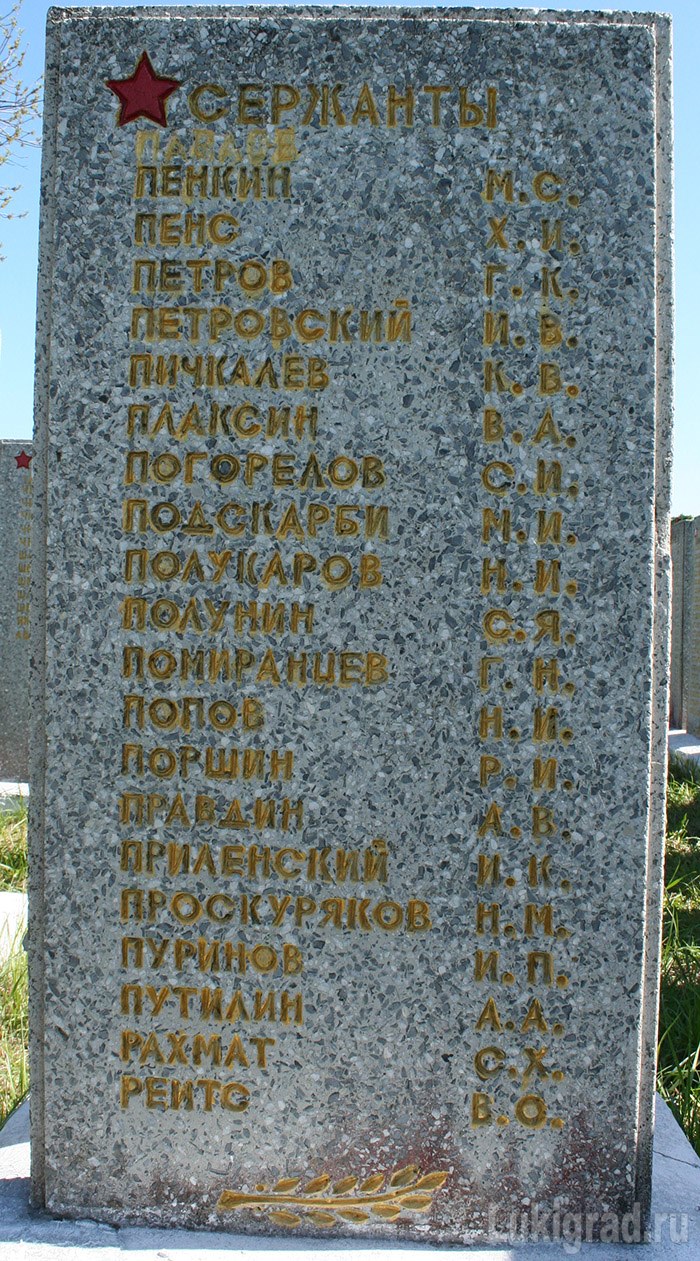 СЕРЖАНТЫ
ПАВЛОВ
ПЕНКИН М.С.
ПЕНС Х.И.
ПЕТРОВ Г.К.
ПЕТРОВСКИЙ И.В.
ПИЧКАЛЕВ К.В.
ПЛАКСИН В.А.
ПОГОРЕЛОВ С.И.
ПОДСКАРБИ М.И.
ПОЛУКАРОВ Н.И.
ПОЛУНИН С.Я.
ПОМИРАНЦЕВ Г.Н.
ПОПОВ Н.И.
ПОРШИН Р.И.
ПРАВДИН А.В.
ПРИЛЕНСКИЙ И.К.
ПРОСКУРЯКОВ Н.М.
ПУРИНОВ И.П.
ПУТИЛИН А.А.
РАХМАТ С.Х.
РЕИТС В.О.
Lukigrad.ru